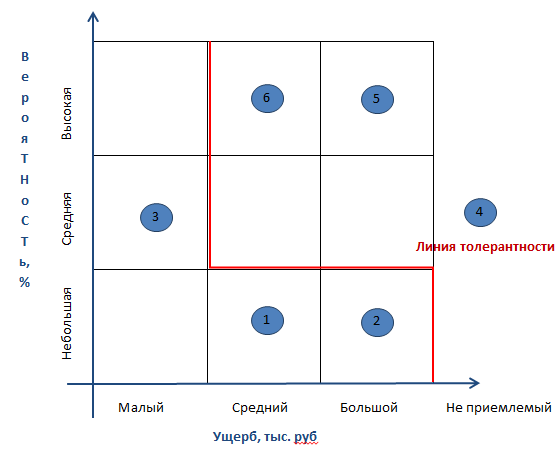 Вероятность, %
Высокая
6
5
Средняя
3
4
Линия толерантности
Небольшая
1
2
Малый
Средний
Большой
Не приемлемый
Ущерб, тыс. руб